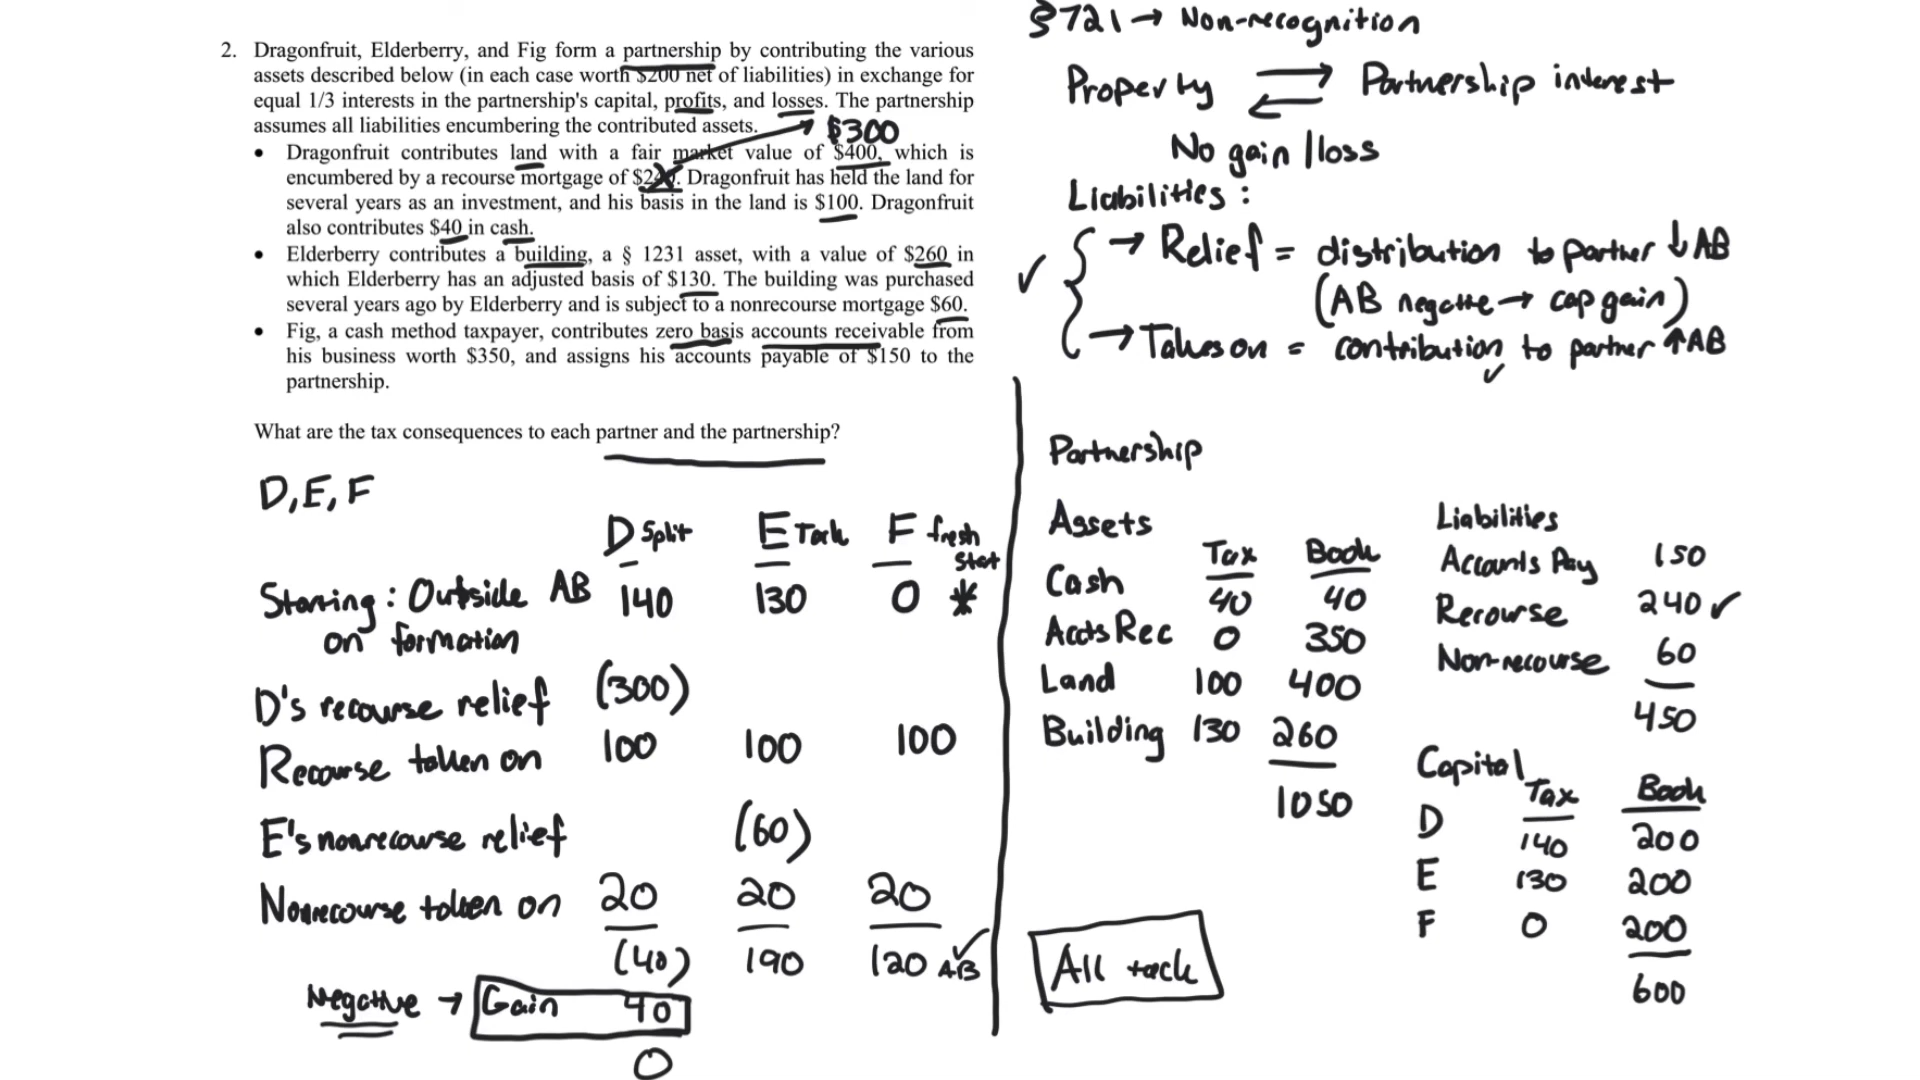 2. Dragonfruit, Elderberry, and Fig form a partnership by contributing the various
assets described below (in each case worth $200 net of liabilities) in exchange for
equal 1/3 interests in the partnership's capital, profits, and losses. The partnership
assumes all liabilities encumbering the contributed assets.
$300
• Dragonfruit contributes land with a fair market value of $400, which is
encumbered by a recourse mortgage of $240. Dragonfruit has held the land for
several years as an investment, and his basis in the land is $100. Dragonfruit
also contributes $40 in cash.
• Elderberry contributes a building, a § 1231 asset, with a value of $260 in
which Elderberry has an adjusted basis of $130. The building was purchased
several years ago by Elderberry and is subject to a nonrecourse mortgage $60.
• Fig, a cash method taxpayer, contributes zero basis accounts receivable from
his business worth $350, and assigns his accounts payable of $150 to the
partnership.
What are the tax consequences to each partner and the partnership?
D, E, F
D Split E Tack F fresh start
Starting: Outside AB 140 130 0 *
on formation
D's recourse relief (300)
Recourse taken on 100 100 100
E's nonrecourse relief (60)
Nonrecourse taken on 20 20 20
(40) 190 120 AB ✓
Negative → Gain 40
0
§721 → Non-recognition
Property ⇄ Partnership interest
No gain/loss
Liabilities:
✓ { → Relief = distribution to partner ↓AB
(AB negative → cap gain)
→ Takes on = contribution to partner ↑AB
✓
Partnership
Assets
Tax Book
Cash 40 40
Accts Rec 0 350
Land 100 400
Building 130 260
1050
All tack
Liabilities
Accounts Pay 150
Recourse 240 ✓
Non-recourse 60
450
Capital
Tax Book
D 140 200
E 130 200
F 0 200
600